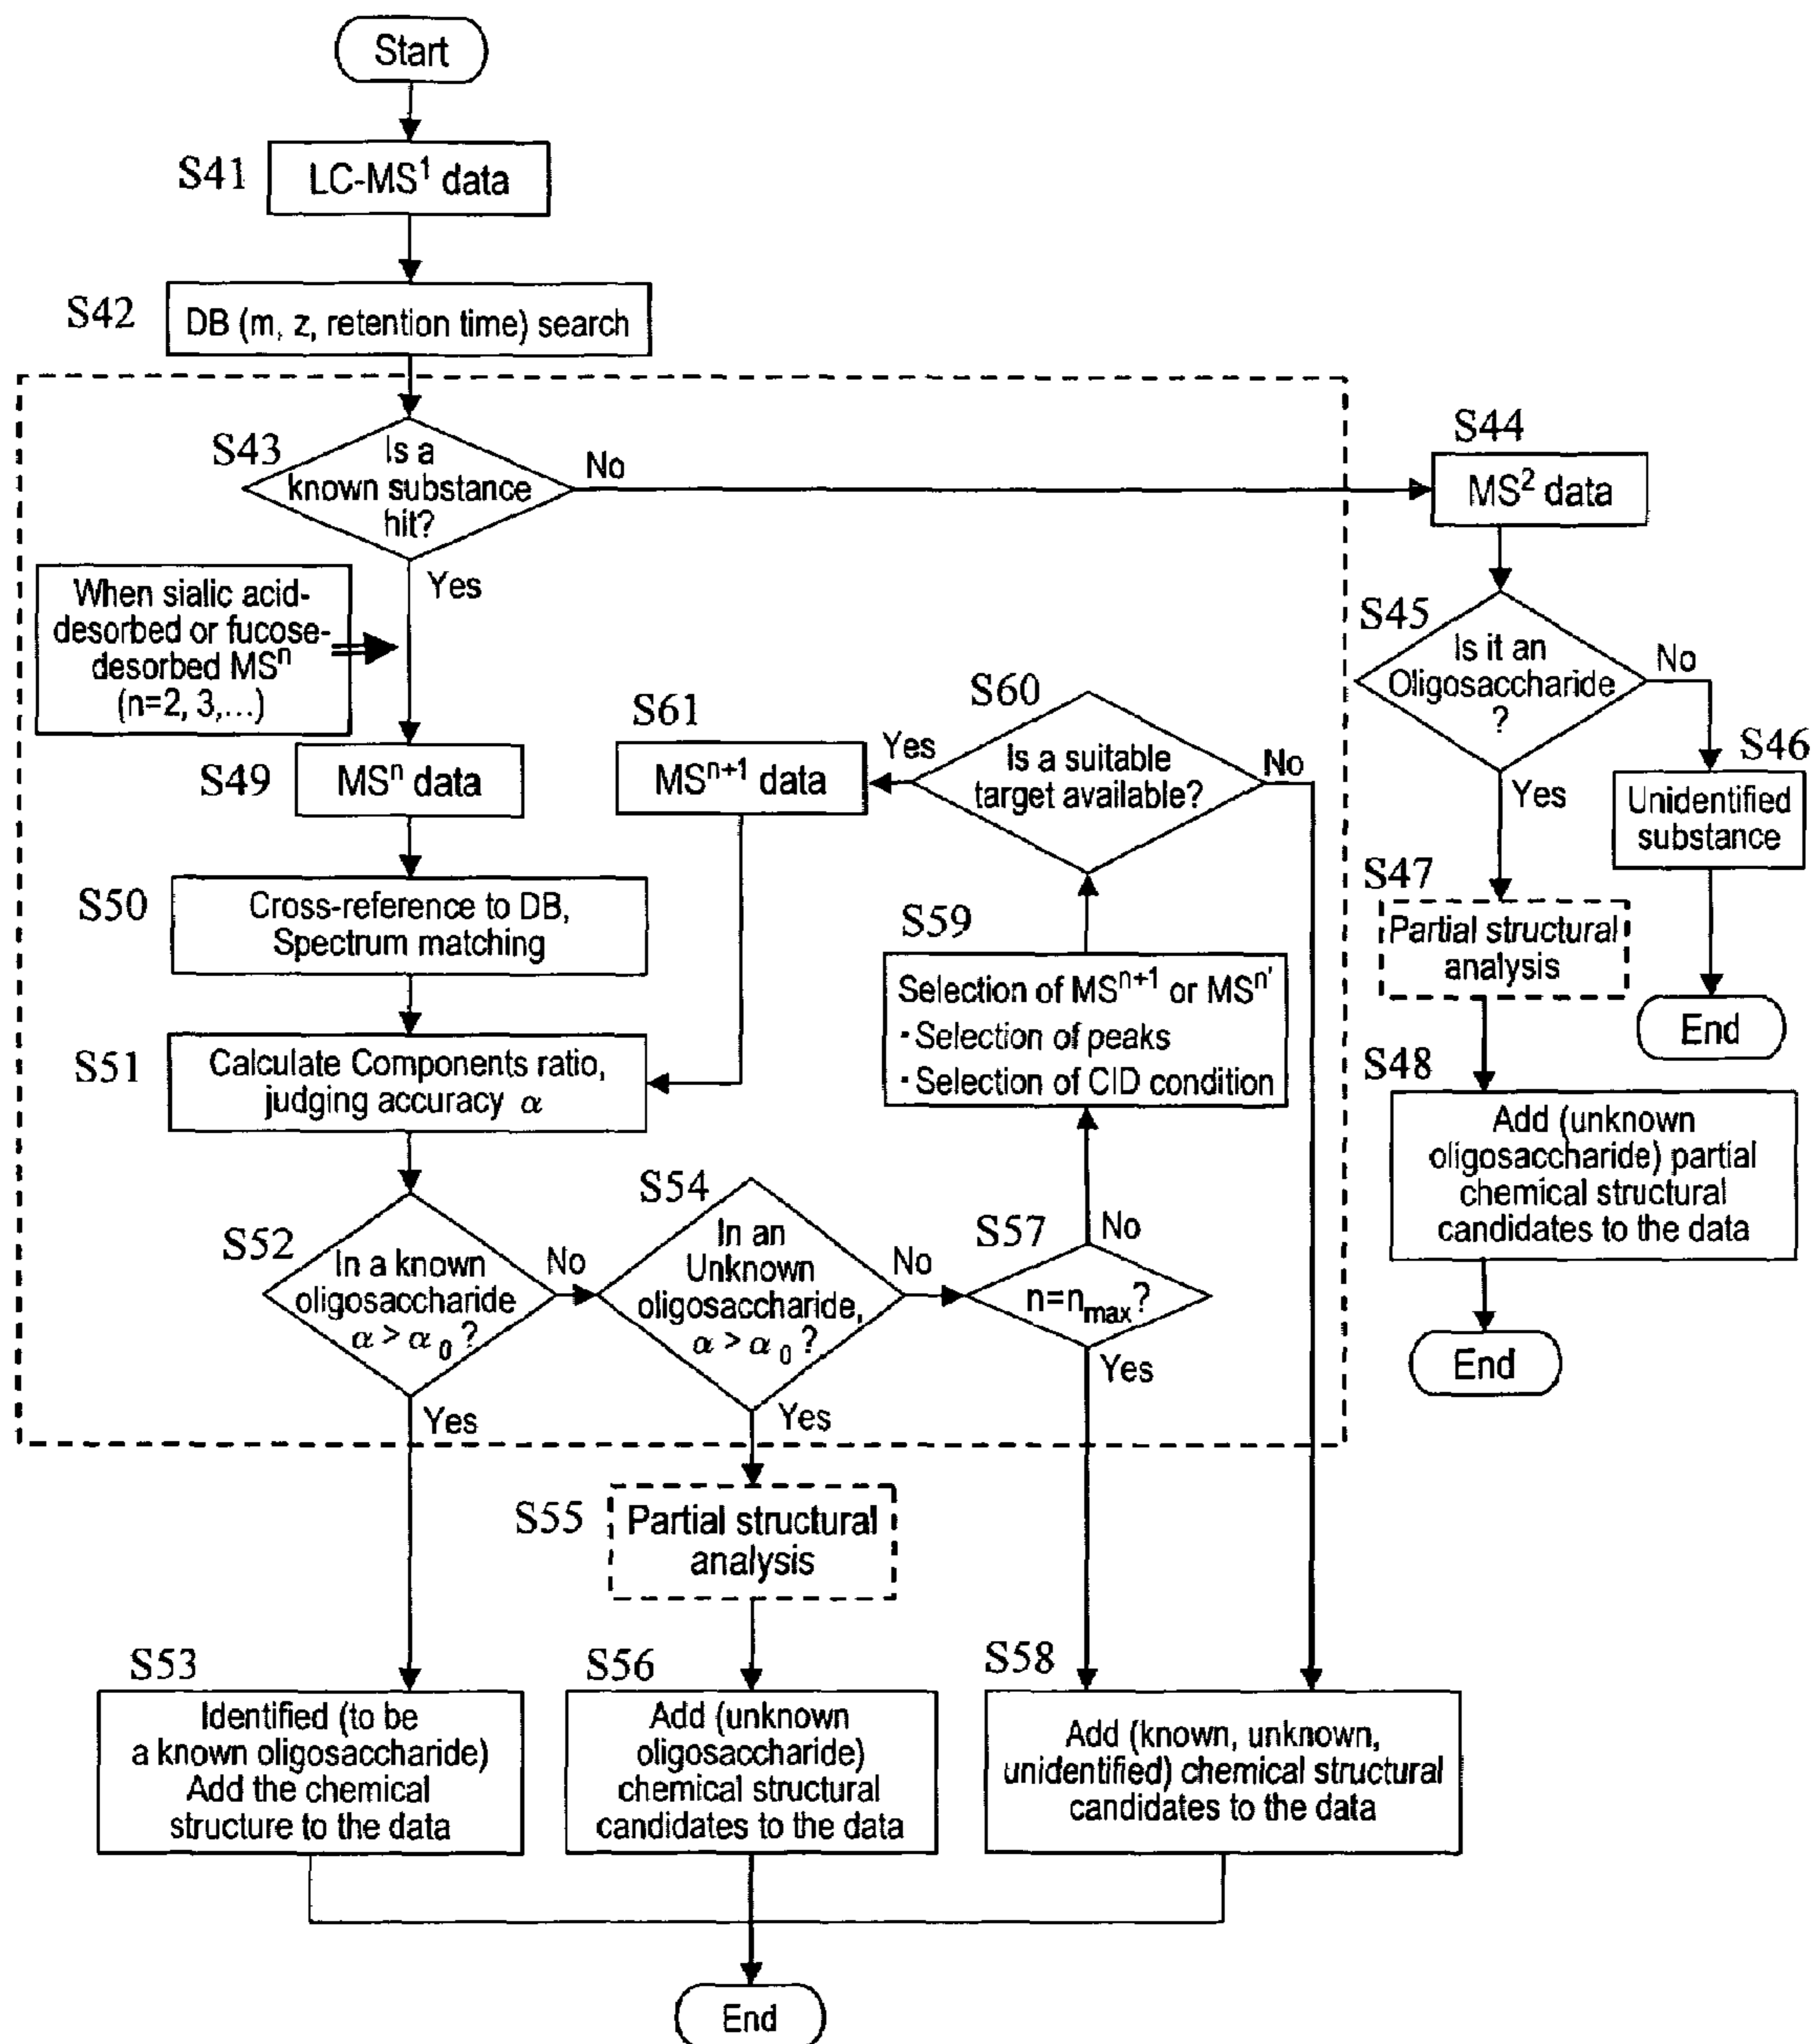 Start
S41
LC-MS¹ data
S42
DB (m, z, retention time) search
S43
Is a
known substance
hit?
No
Yes
S44
MS² data
When sialic acid-
desorbed or fucose-
desorbed MSⁿ
(n=2, 3,...)
S45
Is it an
Oligosaccharide
?
No
Yes
S46
Unidentified
substance
End
S47
Partial structural
analysis
S48
Add (unknown
oligosaccharide) partial
chemical structural
candidates to the data
End
S49
MSⁿ data
S61
MSⁿ⁺¹ data
S60
Is a suitable
target available?
Yes
No
S50
Cross-reference to DB,
Spectrum matching
S59
Selection of MSⁿ⁺¹ or MSⁿ'
・Selection of peaks
・Selection of CID condition
S51
Calculate Components ratio,
judging accuracy α
S52
In a known
oligosaccharide
α > α₀ ?
No
Yes
S54
In an
Unknown
oligosaccharide,
α > α₀ ?
No
Yes
S57
n=nmax?
No
Yes
S55
Partial structural
analysis
S53
Identified (to be
a known oligosaccharide)
Add the chemical
structure to the data
S56
Add (unknown
oligosaccharide)
chemical structural
candidates to the data
S58
Add (known, unknown,
unidentified) chemical structural
candidates to the data
End